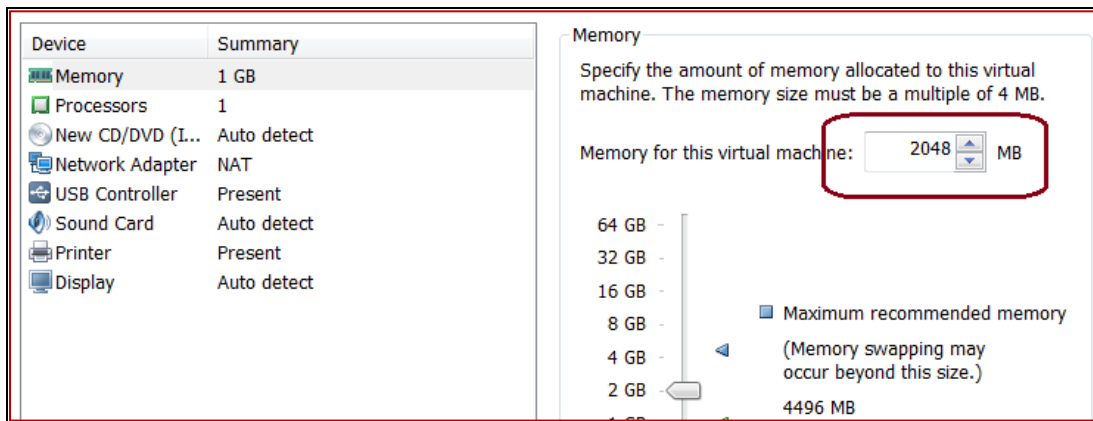 Device Summary
Memory 1 GB
Processors 1
New CD/DVD (I... Auto detect
Network Adapter NAT
USB Controller Present
Sound Card Auto detect
Printer Present
Display Auto detect
Memory
Specify the amount of memory allocated to this virtual
machine. The memory size must be a multiple of 4 MB.
Memory for this virtual machine: 2048 MB
64 GB
32 GB
16 GB
8 GB
4 GB
2 GB
Maximum recommended memory
(Memory swapping may
occur beyond this size.)
4496 MB